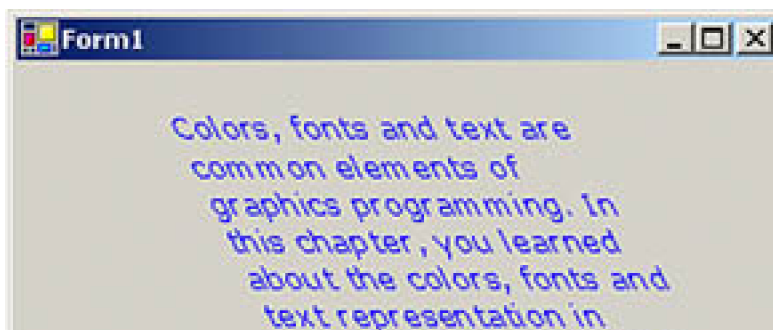 Form1
Colors, fonts and text are
common elements of
graphics programming. In
this chapter, you learned
about the colors, fonts and
text representation in